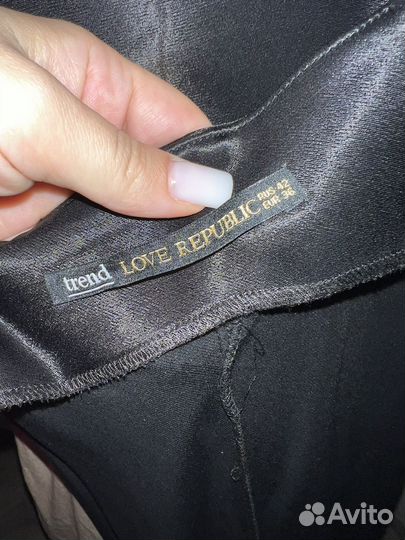 trend LOVE REPUBLIC RUS 42
EUR 36
Avito